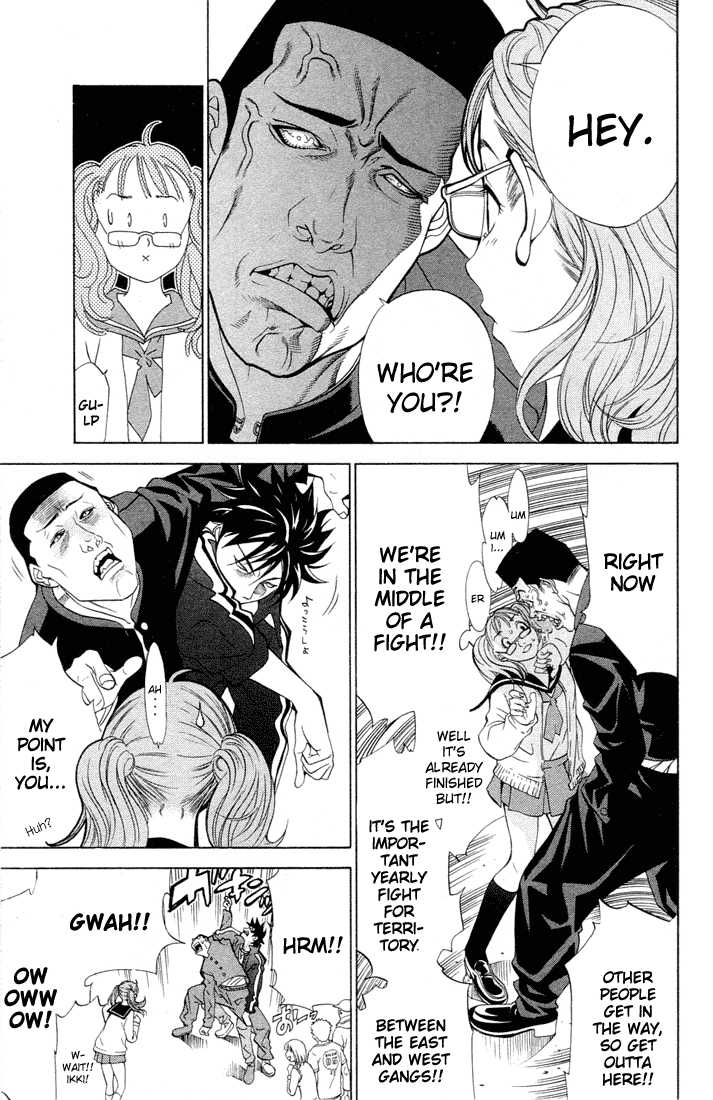 HEY.
WHO'RE
YOU?!
GU-
LP
RIGHT
NOW
UM
UM
I...
ER
WE'RE
IN THE
MIDDLE
OF A
FIGHT!!
WELL
IT'S
ALREADY
FINISHED
BUT!!
IT'S THE
IMPOR-
TANT
YEARLY
FIGHT
FOR
TERRI-
TORY.
BETWEEN
THE EAST
AND WEST
GANGS!!
OTHER
PEOPLE
GET IN
THE WAY,
SO GET
OUTTA
HERE!!
AH
...
MY
POINT
IS,
YOU...
Huh?
HRM!!
GWAH!!
OW
OWW
OW!
W-
WAIT!!
IKKI!